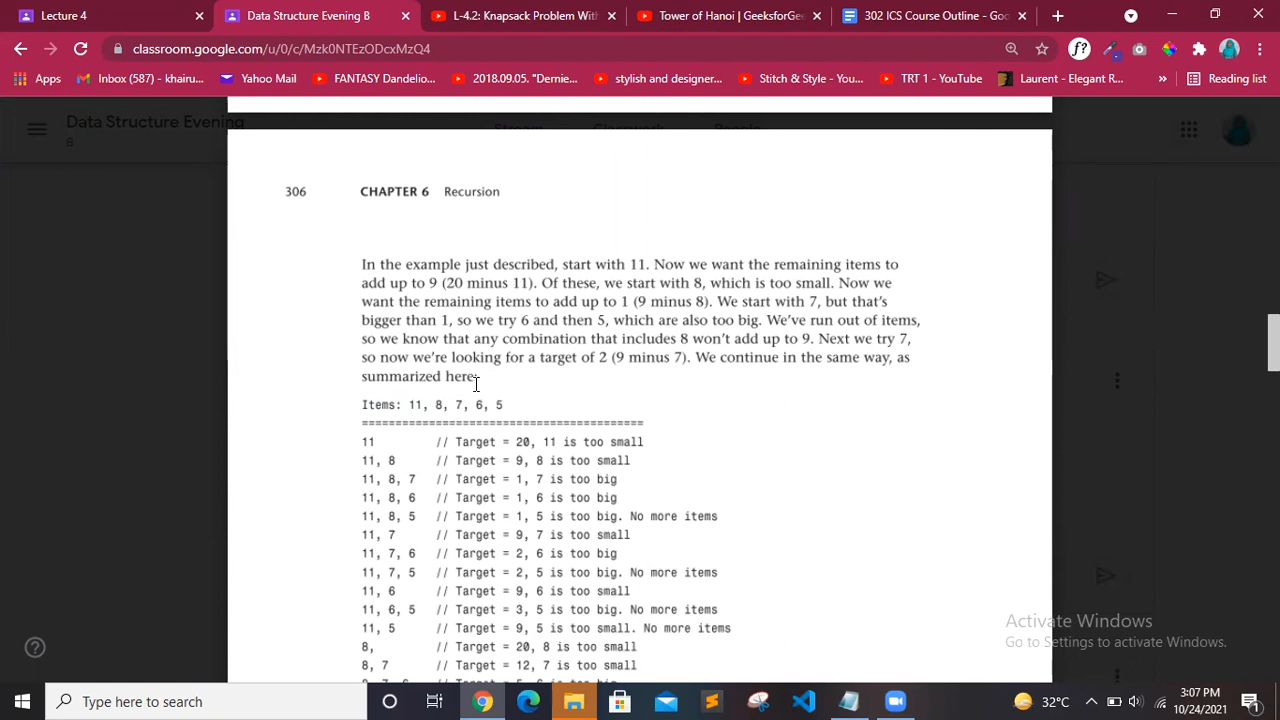 Lecture 4
Data Structure Evening B
L-4.2: Knapsack Problem With
Tower of Hanoi | GeeksforGe
302 ICS Course Outline - Goo
classroom.google.com/u/0/c/Mzk0NTEzODcxMzQ4
Apps
Inbox (587) - khairu...
Yahoo Mail
FANTASY Dandelio...
2018.09.05. "Dernie...
stylish and designer...
Stitch & Style - You...
TRT 1 - YouTube
Laurent - Elegant R...
Reading list
Data Structure Evening
B
Stream
Classwork
People
306 CHAPTER 6 Recursion
In the example just described, start with 11. Now we want the remaining items to
add up to 9 (20 minus 11). Of these, we start with 8, which is too small. Now we
want the remaining items to add up to 1 (9 minus 8). We start with 7, but that's
bigger than 1, so we try 6 and then 5, which are also too big. We've run out of items,
so we know that any combination that includes 8 won't add up to 9. Next we try 7,
so now we're looking for a target of 2 (9 minus 7). We continue in the same way, as
summarized here:
Items: 11, 8, 7, 6, 5
==========================================
11 // Target = 20, 11 is too small
11, 8 // Target = 9, 8 is too small
11, 8, 7 // Target = 1, 7 is too big
11, 8, 6 // Target = 1, 6 is too big
11, 8, 5 // Target = 1, 5 is too big. No more items
11, 7 // Target = 9, 7 is too small
11, 7, 6 // Target = 2, 6 is too big
11, 7, 5 // Target = 2, 5 is too big. No more items
11, 6 // Target = 9, 6 is too small
11, 6, 5 // Target = 3, 5 is too big. No more items
11, 5 // Target = 9, 5 is too small. No more items
8, // Target = 20, 8 is too small
8, 7 // Target = 12, 7 is too small
Activate Windows
Go to Settings to activate Windows.
Type here to search
32°C
3:07 PM
10/24/2021